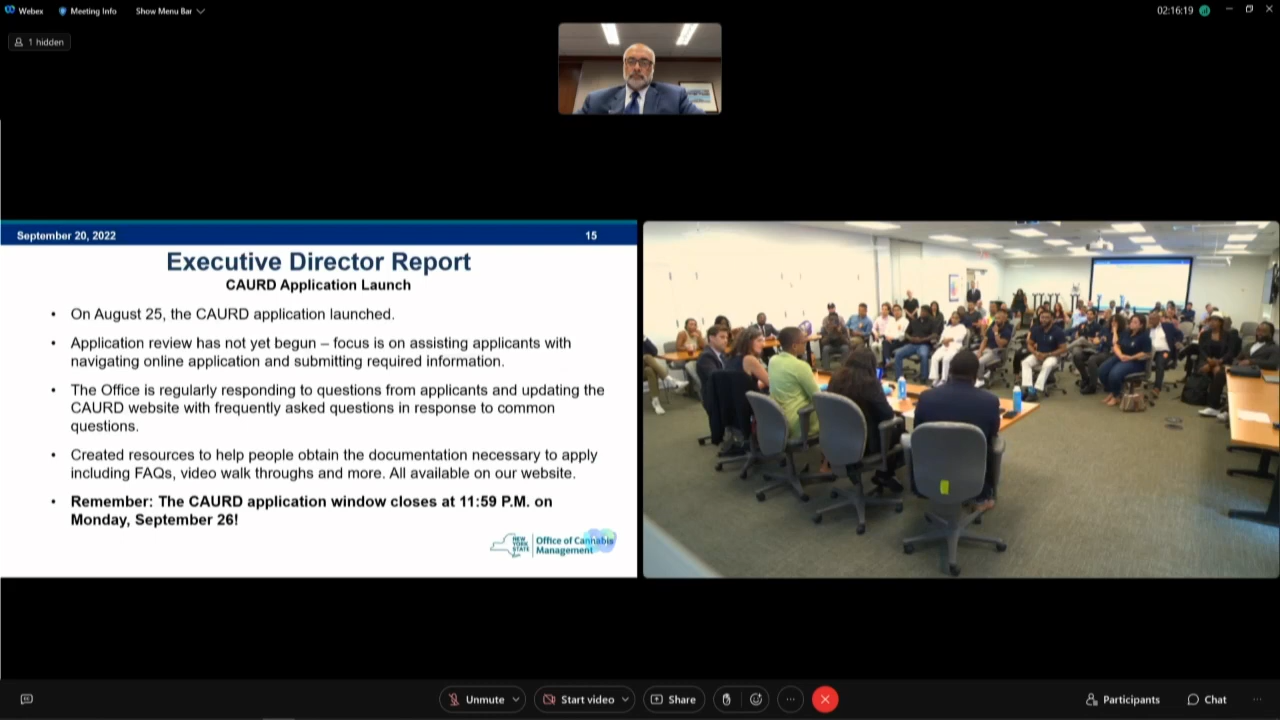 Webex
Meeting Info
Show Menu Bar
02:16:19
1 hidden
September 20, 2022
15
Executive Director Report
CAURD Application Launch
• On August 25, the CAURD application launched.
• Application review has not yet begun – focus is on assisting applicants with
navigating online application and submitting required information.
• The Office is regularly responding to questions from applicants and updating the
CAURD website with frequently asked questions in response to common
questions.
• Created resources to help people obtain the documentation necessary to apply
including FAQs, video walk throughs and more. All available on our website.
• Remember: The CAURD application window closes at 11:59 P.M. on
Monday, September 26!
NEW
YORK
STATE
Office of Cannabis
Management
Unmute
Start video
Share
Participants
Chat